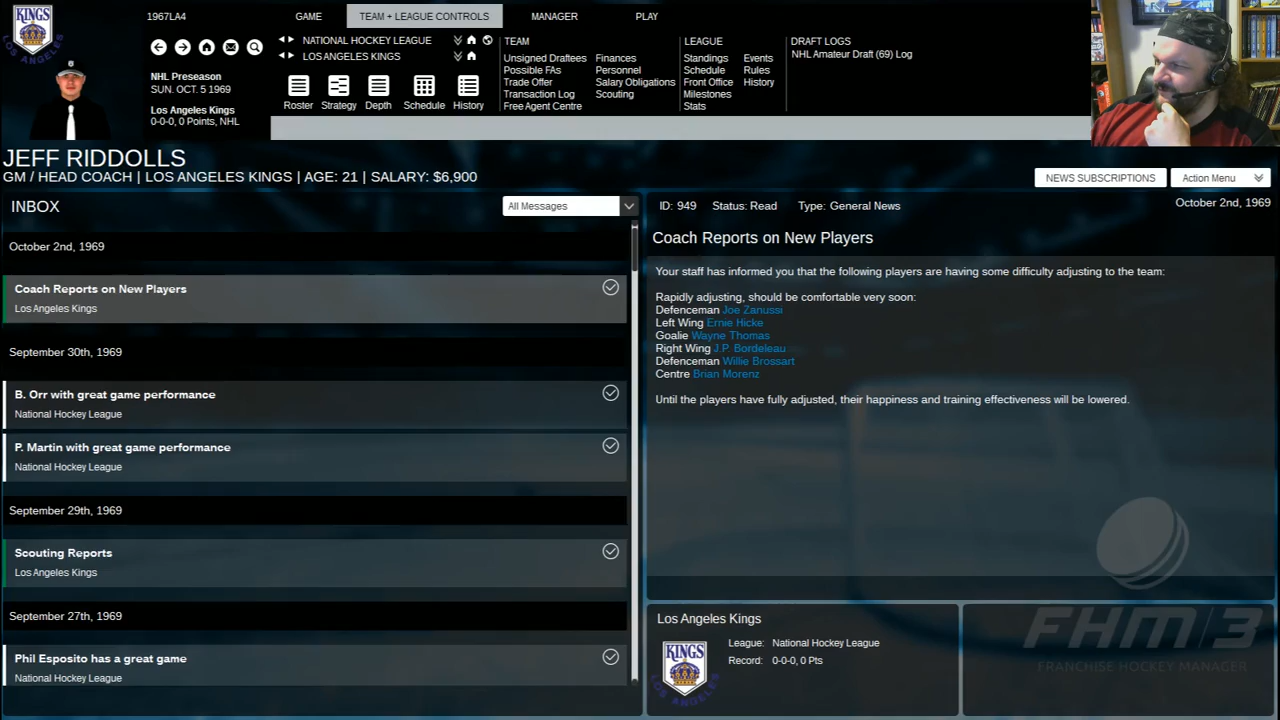 KINGS
LOS ANGELES
1967LA4
GAME
TEAM + LEAGUE CONTROLS
MANAGER
PLAY
NATIONAL HOCKEY LEAGUE
LOS ANGELES KINGS
NHL Preseason
SUN. OCT. 5 1969
Los Angeles Kings
0-0-0, 0 Points, NHL
Roster
Strategy
Depth
Schedule
History
TEAM
Unsigned Draftees
Possible FAs
Trade Offer
Transaction Log
Free Agent Centre
Finances
Personnel
Salary Obligations
Scouting
LEAGUE
Standings
Schedule
Front Office
Milestones
Stats
Events
Rules
History
DRAFT LOGS
NHL Amateur Draft (69) Log
JEFF RIDDOLLS
GM / HEAD COACH | LOS ANGELES KINGS | AGE: 21 | SALARY: $6,900
NEWS SUBSCRIPTIONS
Action Menu
INBOX
All Messages
October 2nd, 1969
Coach Reports on New Players
Los Angeles Kings
September 30th, 1969
B. Orr with great game performance
National Hockey League
P. Martin with great game performance
National Hockey League
September 29th, 1969
Scouting Reports
Los Angeles Kings
September 27th, 1969
Phil Esposito has a great game
National Hockey League
ID: 949 Status: Read Type: General News
October 2nd, 1969
Coach Reports on New Players
Your staff has informed you that the following players are having some difficulty adjusting to the team:
Rapidly adjusting, should be comfortable very soon:
Defenceman Joe Zanussi
Left Wing Ernie Hicke
Goalie Wayne Thomas
Right Wing J.P. Bordeleau
Defenceman Willie Brossart
Centre Brian Morenz
Until the players have fully adjusted, their happiness and training effectiveness will be lowered.
Los Angeles Kings
League: National Hockey League
Record: 0-0-0, 0 Pts
KINGS
LOS ANGELES
FHM|3
FRANCHISE HOCKEY MANAGER